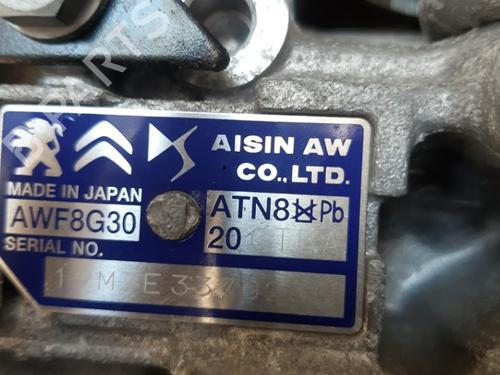 AISIN AW
CO.,LTD.
MADE IN JAPAN
AWF8G30
ATN8 Pb
20
SERIAL NO.